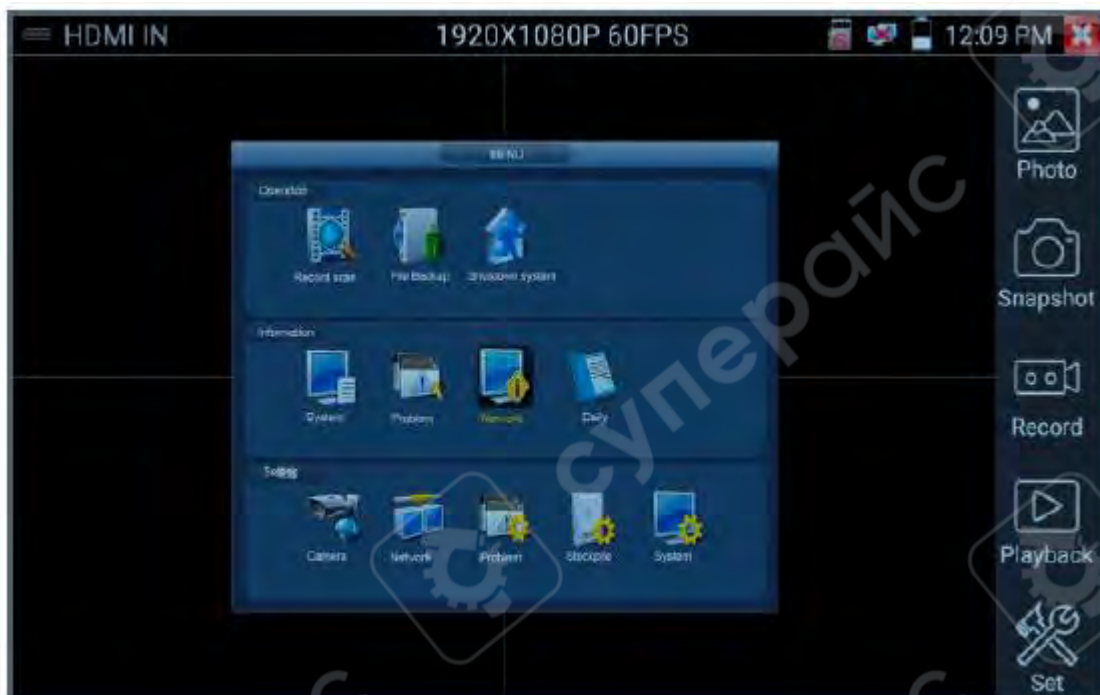 HDMI IN 1920X1080P 60FPS 12:09 PM
Photo
Snapshot
Record
Playback
Set
MENU
Operation
Record scan File Backup Shutdown system
Information
System Problem Network Daily
Setting
Camera Network Problem Stockpile System
суперайс